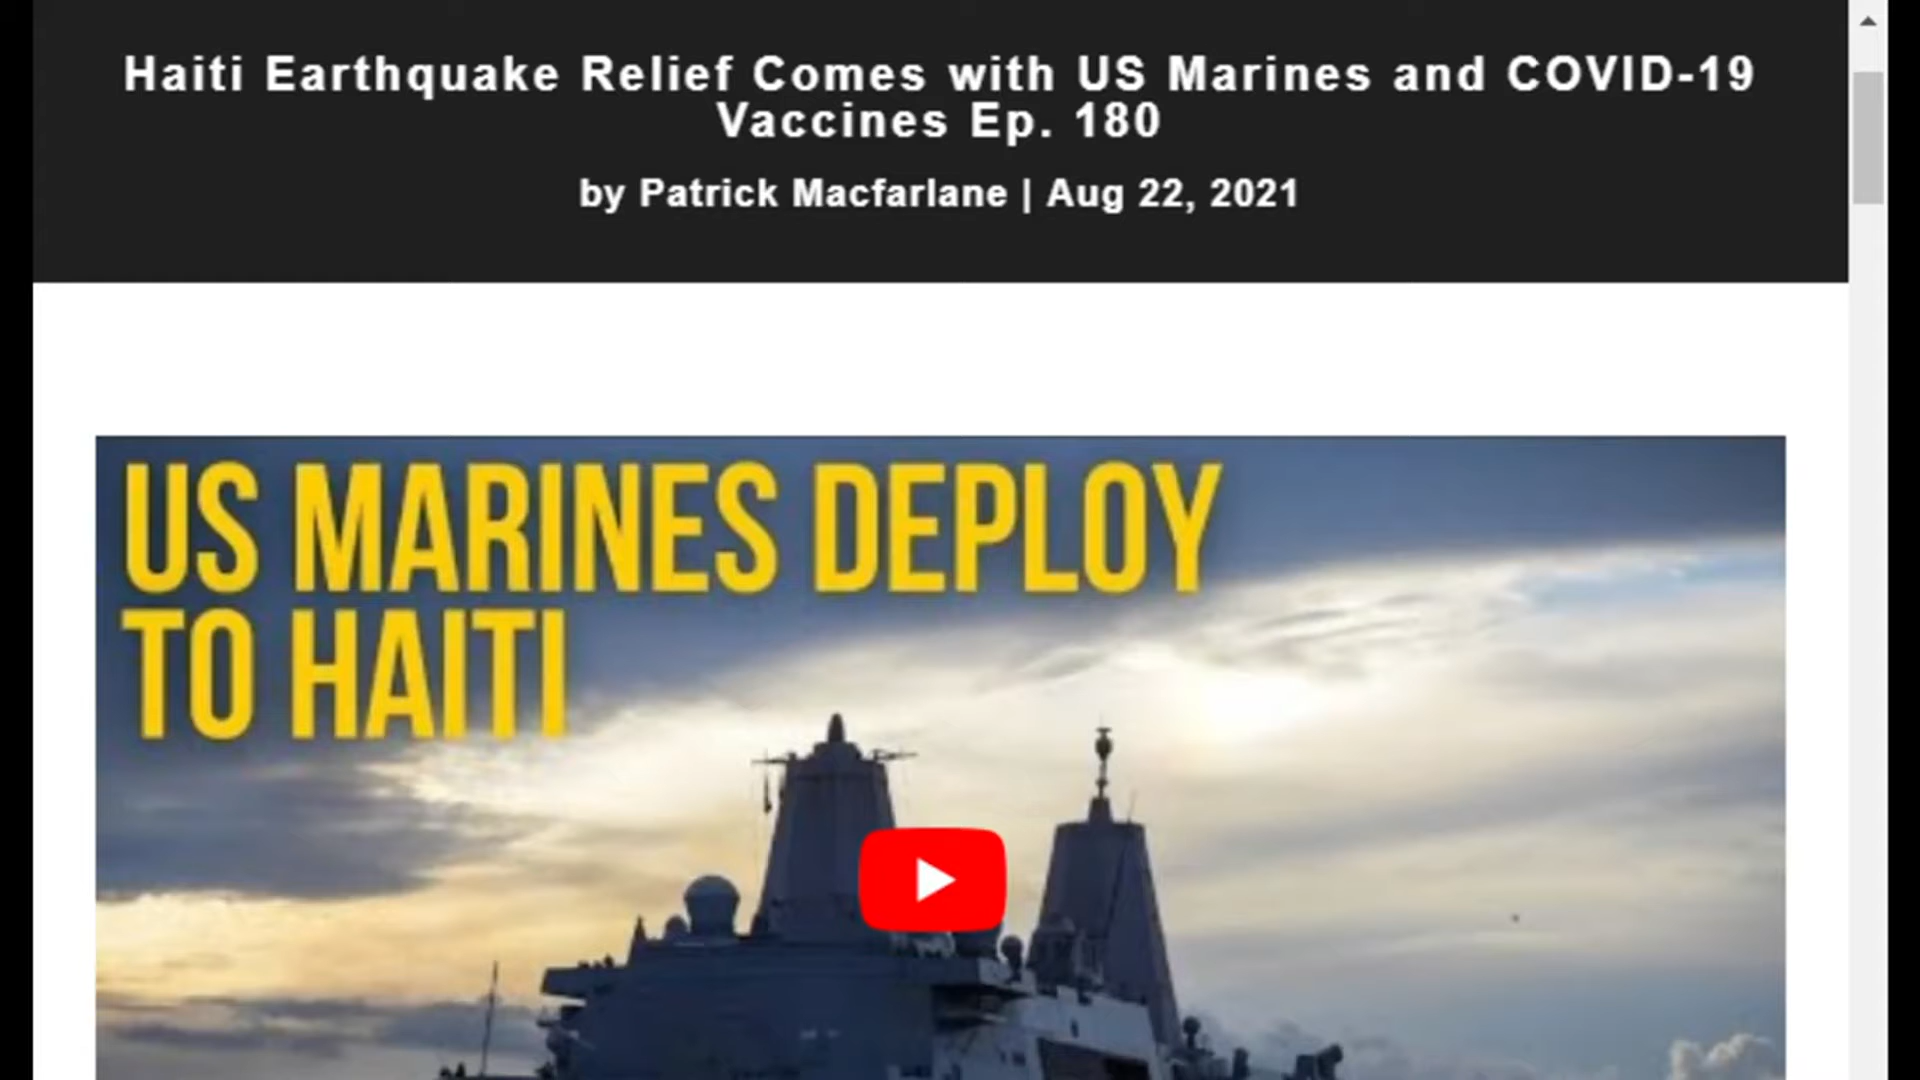 Haiti Earthquake Relief Comes with US Marines and COVID-19
Vaccines Ep. 180
by Patrick Macfarlane | Aug 22, 2021
US MARINES DEPLOY
TO HAITI